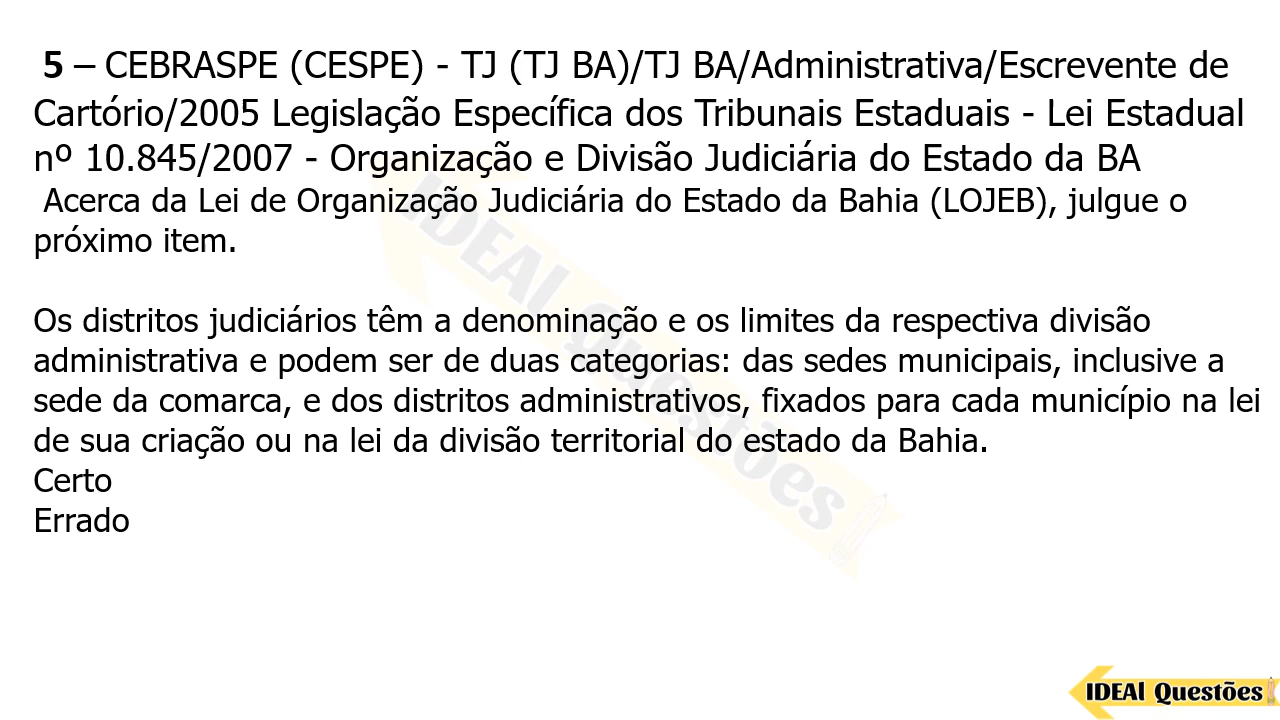 5 – CEBRASPE (CESPE) - TJ (TJ BA)/TJ BA/Administrativa/Escrevente de
Cartório/2005 Legislação Específica dos Tribunais Estaduais - Lei Estadual
nº 10.845/2007 - Organização e Divisão Judiciária do Estado da BA
Acerca da Lei de Organização Judiciária do Estado da Bahia (LOJEB), julgue o
próximo item.
Os distritos judiciários têm a denominação e os limites da respectiva divisão
administrativa e podem ser de duas categorias: das sedes municipais, inclusive a
sede da comarca, e dos distritos administrativos, fixados para cada município na lei
de sua criação ou na lei da divisão territorial do estado da Bahia.
Certo
Errado
IDEAl Questões
IDEAl Questões